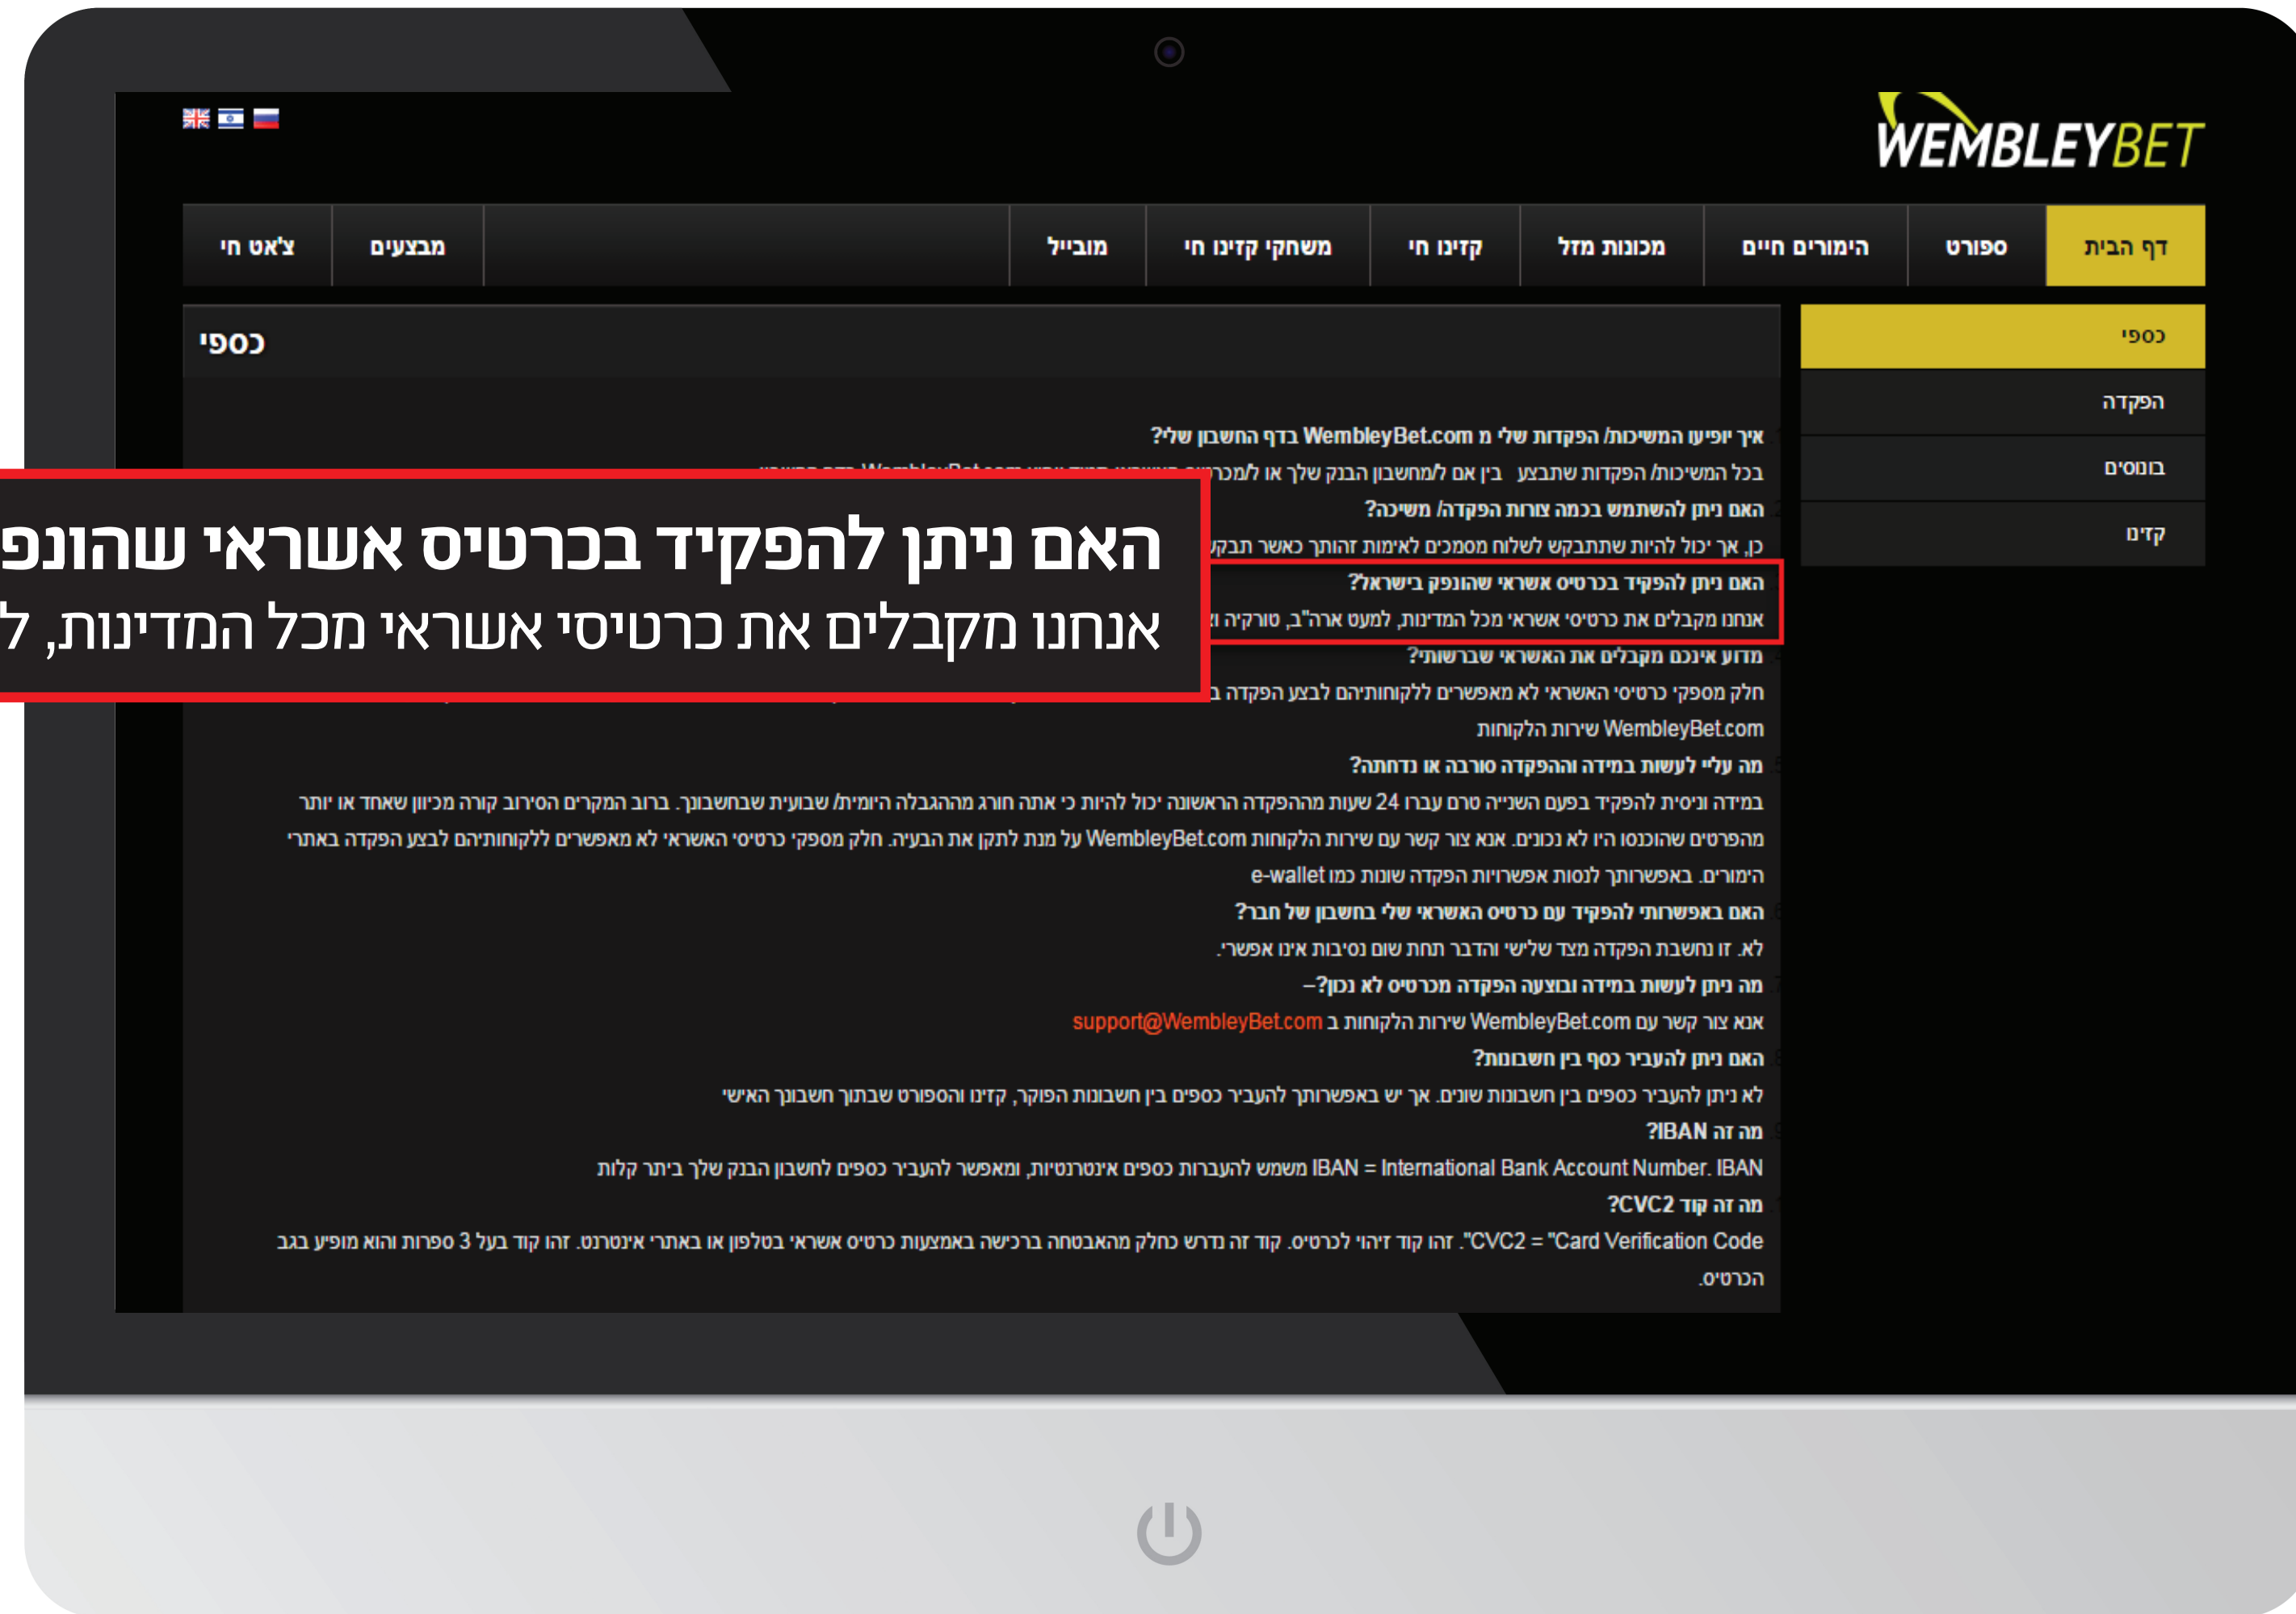 WEMBLEYBET
דף הבית
ספורט
הימורים חיים
מכונות מזל
קזינו חי
משחקי קזינו חי
מובייל
מבצעים
צ'אט חי
כספי
הפקדה
בונוסים
קזינו
כספי
איך יופיעו המשיכות/ הפקדות שלי מ WembleyBet.com בדף החשבון שלי?
בכל המשיכות/ הפקדות שתבצע בין אם ל/מחשבון הבנק שלך או
האם ניתן להשתמש בכמה צורות הפקדה/ משיכה?
כן, אך יכול להיות שתתבקש לשלוח מסמכים לאימות זהותך כאשר
האם ניתן להפקיד בכרטיס אשראי שהונפק בישראל?
אנחנו מקבלים את כרטיסי אשראי מכל המדינות, למעט ארה"ב, טורקיה
האם ניתן להפקיד בכרטיס אשראי
אנחנו מקבלים את כרטיסי אשראי מכל המדינות,
מדוע אינכם מקבלים את האשראי שברשותי?
חלק מספקי כרטיסי האשראי לא מאפשרים ללקוחותיהם לבצע הפקדה
WembleyBet.com שירות הלקוחות
5. מה עליי לעשות במידה וההפקדה סורבה או נדחתה?
במידה וניסית להפקיד בפעם השנייה טרם עברו 24 שעות מההפקדה הראשונה יכול להיות כי אתה חורג מההגבלה היומית/ שבועית שבחשבונך. ברוב המקרים הסירוב קורה מכיוון שאחד או יותר
מהפרטים שהוכנסו היו לא נכונים. אנא צור קשר עם שירות הלקוחות WembleyBet.com על מנת לתקן את הבעיה. חלק מספקי כרטיסי האשראי לא מאפשרים ללקוחותיהם לבצע הפקדה באתרי
הימורים. באפשרותך לנסות אפשרויות הפקדה שונות כמו e-wallet
האם באפשרותי להפקיד עם כרטיס האשראי שלי בחשבון של חבר?
לא. זו נחשבת הפקדה מצד שלישי והדבר תחת שום נסיבות אינו אפשרי.
מה ניתן לעשות במידה ובוצעה הפקדה מכרטיס לא נכון?–
אנא צור קשר עם WembleyBet.com שירות הלקוחות ב support@WembleyBet.com
האם ניתן להעביר כסף בין חשבונות?
לא ניתן להעביר כספים בין חשבונות שונים. אך יש באפשרותך להעביר כספים בין חשבונות הפוקר, קזינו והספורט שבתוך חשבונך האישי
9. מה זה IBAN?
IBAN = International Bank Account Number. IBAN משמש להעברות כספים אינטרנטיות, ומאפשר להעביר כספים לחשבון הבנק שלך ביתר קלות
מה זה קוד CVC2?
CVC2 = "Card Verification Code". זהו קוד זיהוי לכרטיס. קוד זה נדרש כחלק מהאבטחה ברכישה באמצעות כרטיס אשראי בטלפון או באתרי אינטרנט. זהו קוד בעל 3 ספרות והוא מופיע בגב
הכרטיס.